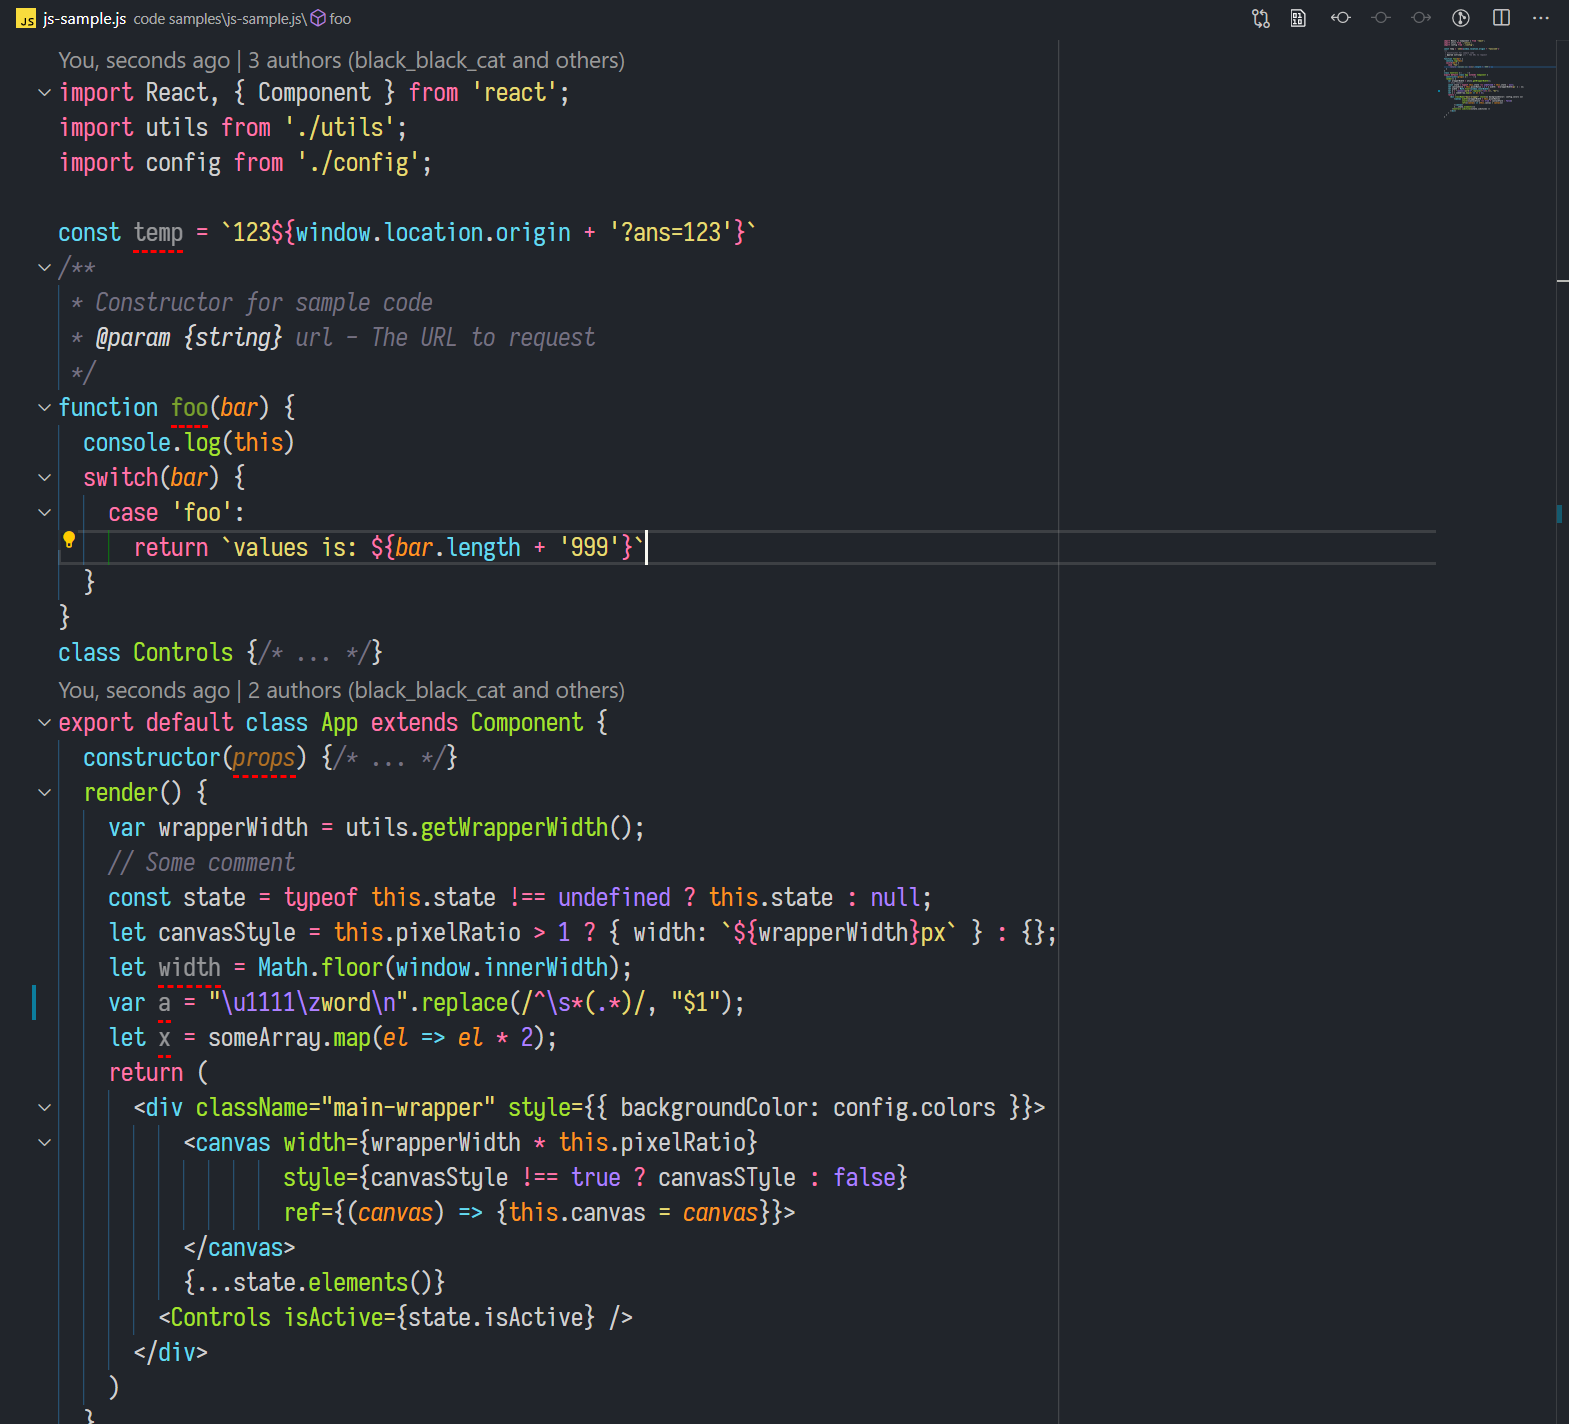 JS js-sample.js code samples\js-sample.js\ foo
You, seconds ago | 3 authors (black_black_cat and others)
import React, { Component } from 'react';
import utils from './utils';
import config from './config';
const temp = `123${window.location.origin + '?ans=123'}`
/**
* Constructor for sample code
* @param {string} url - The URL to request
*/
function foo(bar) {
console.log(this)
switch(bar) {
case 'foo':
return `values is: ${bar.length + '999'}`
}
}
class Controls {/* ... */}
You, seconds ago | 2 authors (black_black_cat and others)
export default class App extends Component {
constructor(props) {/* ... */}
render() {
var wrapperWidth = utils.getWrapperWidth();
// Some comment
const state = typeof this.state !== undefined ? this.state : null;
let canvasStyle = this.pixelRatio > 1 ? { width: `${wrapperWidth}px` } : {};
let width = Math.floor(window.innerWidth);
var a = "\u1111\zword\n".replace(/^\s*(.*)/, "$1");
let x = someArray.map(el => el * 2);
return (
<div className="main-wrapper" style={{ backgroundColor: config.colors }}>
<canvas width={wrapperWidth * this.pixelRatio}
style={canvasStyle !== true ? canvasSTyle : false}
ref={(canvas) => {this.canvas = canvas}}>
</canvas>
{...state.elements()}
<Controls isActive={state.isActive} />
</div>
)
}